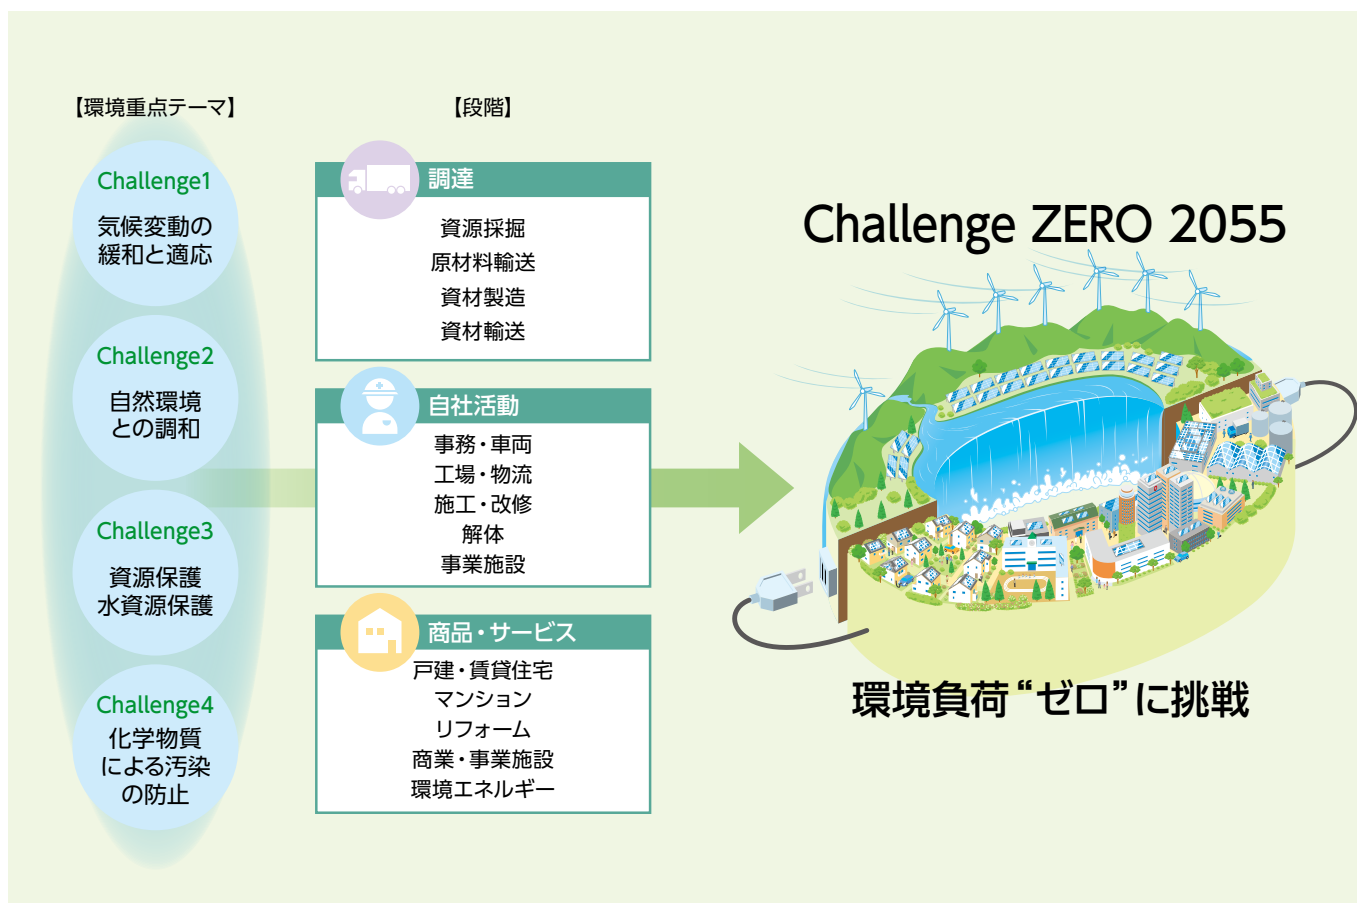 【環境重点テーマ】
Challenge1
気候変動の
緩和と適応
Challenge2
自然環境
との調和
Challenge3
資源保護
水資源保護
Challenge4
化学物質
による汚染
の防止
【段階】
調達
資源採掘
原材料輸送
資材製造
資材輸送
自社活動
事務・車両
工場・物流
施工・改修
解体
事業施設
商品・サービス
戸建・賃貸住宅
マンション
リフォーム
商業・事業施設
環境エネルギー
Challenge ZERO 2055
環境負荷“ゼロ”に挑戦